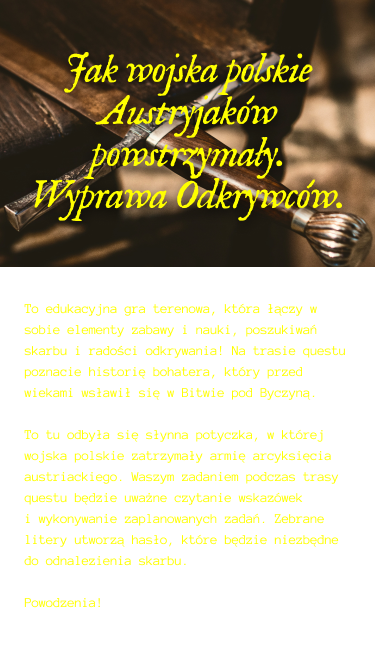 Jak wojska polskie
Austryjaków
powstrzymały.
Wyprawa Odkrywców.
To edukacyjna gra terenowa, która łączy w
sobie elementy zabawy i nauki, poszukiwań
skarbu i radości odkrywania! Na trasie questu
poznacie historię bohatera, który przed
wiekami wsławił się w Bitwie pod Byczyną.
To tu odbyła się słynna potyczka, w której
wojska polskie zatrzymały armię arcyksięcia
austriackiego. Waszym zadaniem podczas trasy
questu będzie uważne czytanie wskazówek
i wykonywanie zaplanowanych zadań. Zebrane
litery utworzą hasło, które będzie niezbędne
do odnalezienia skarbu.
Powodzenia!